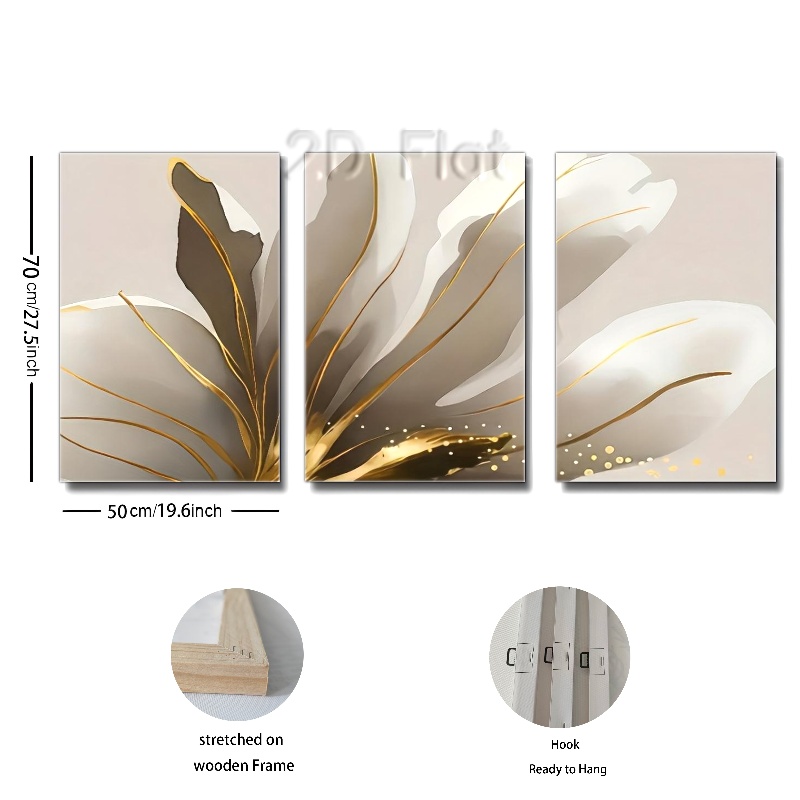 2D Flat
70cm/27.5inch
50cm/19.6inch
stretched on
wooden Frame
Hook
Ready to Hang